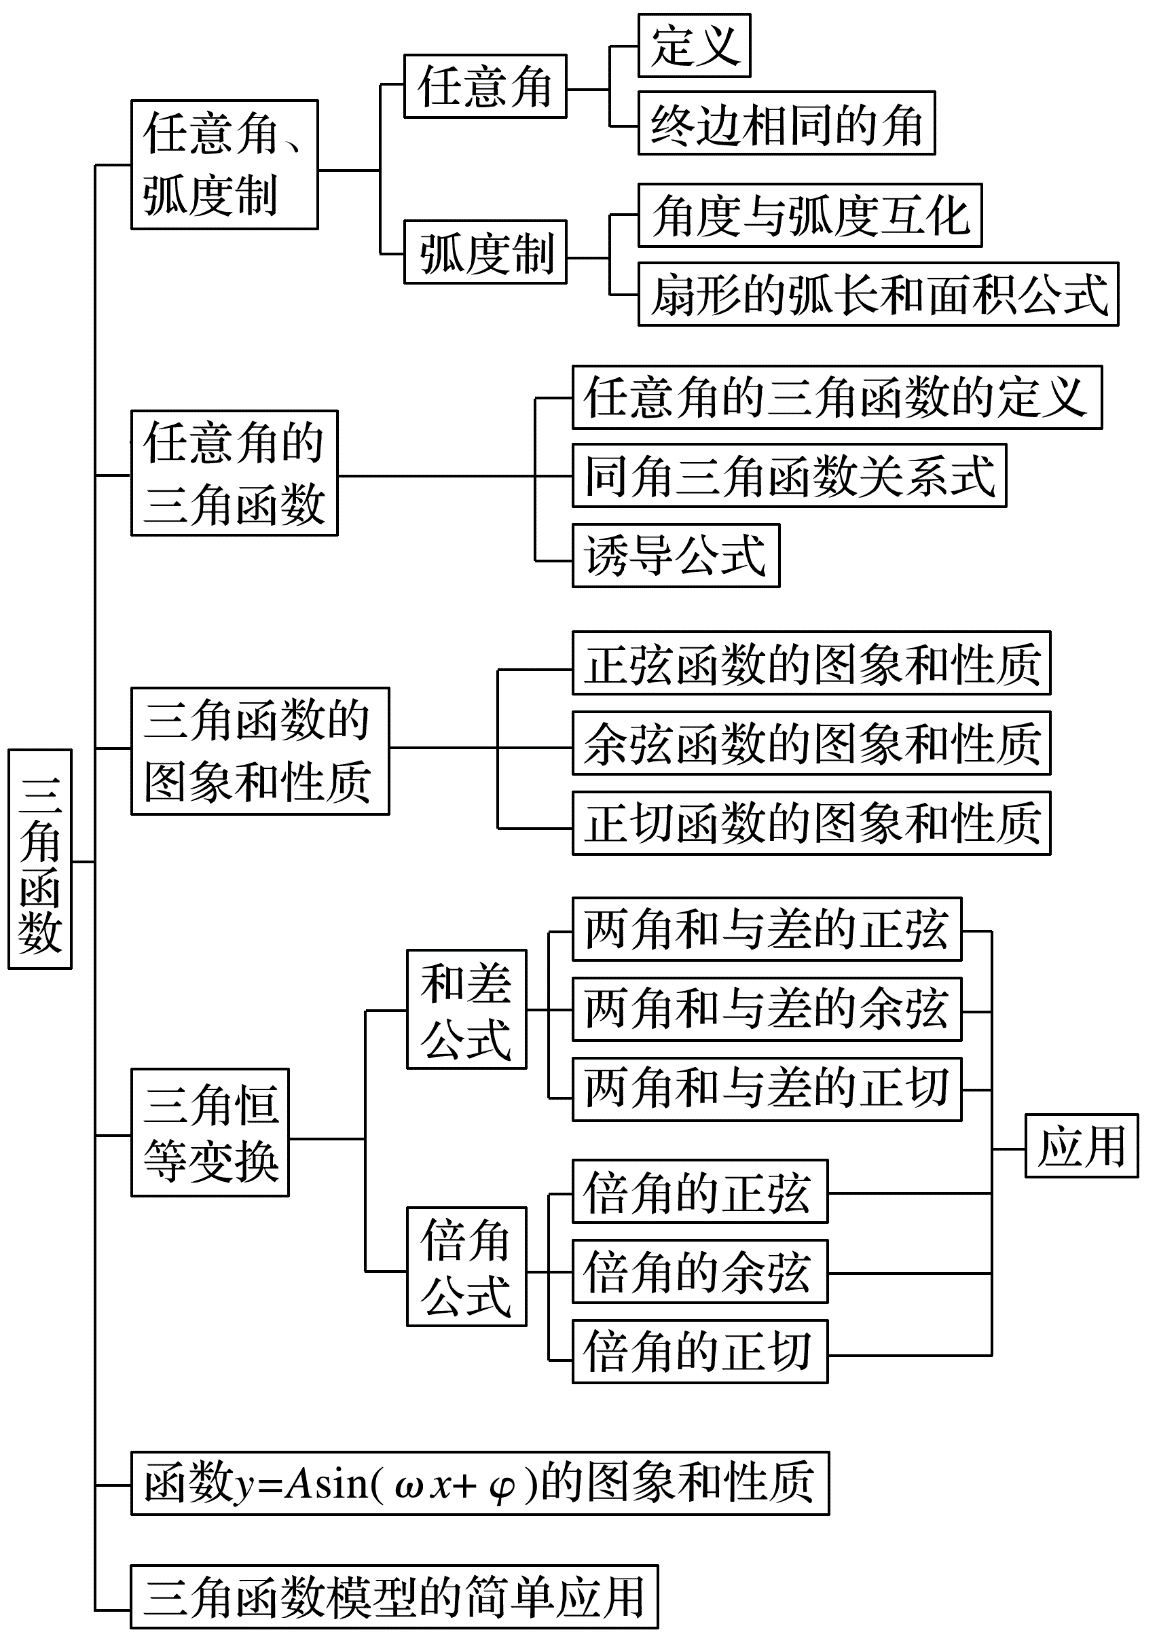 三角函数
任意角、
弧度制
任意角
定义
终边相同的角
弧度制
角度与弧度互化
扇形的弧长和面积公式
任意角的
三角函数
任意角的三角函数的定义
同角三角函数关系式
诱导公式
三角函数的
图象和性质
正弦函数的图象和性质
余弦函数的图象和性质
正切函数的图象和性质
三角恒
等变换
和差
公式
两角和与差的正弦
两角和与差的余弦
两角和与差的正切
倍角
公式
倍角的正弦
倍角的余弦
倍角的正切
应用
函数y=Asin(ωx+φ)的图象和性质
三角函数模型的简单应用